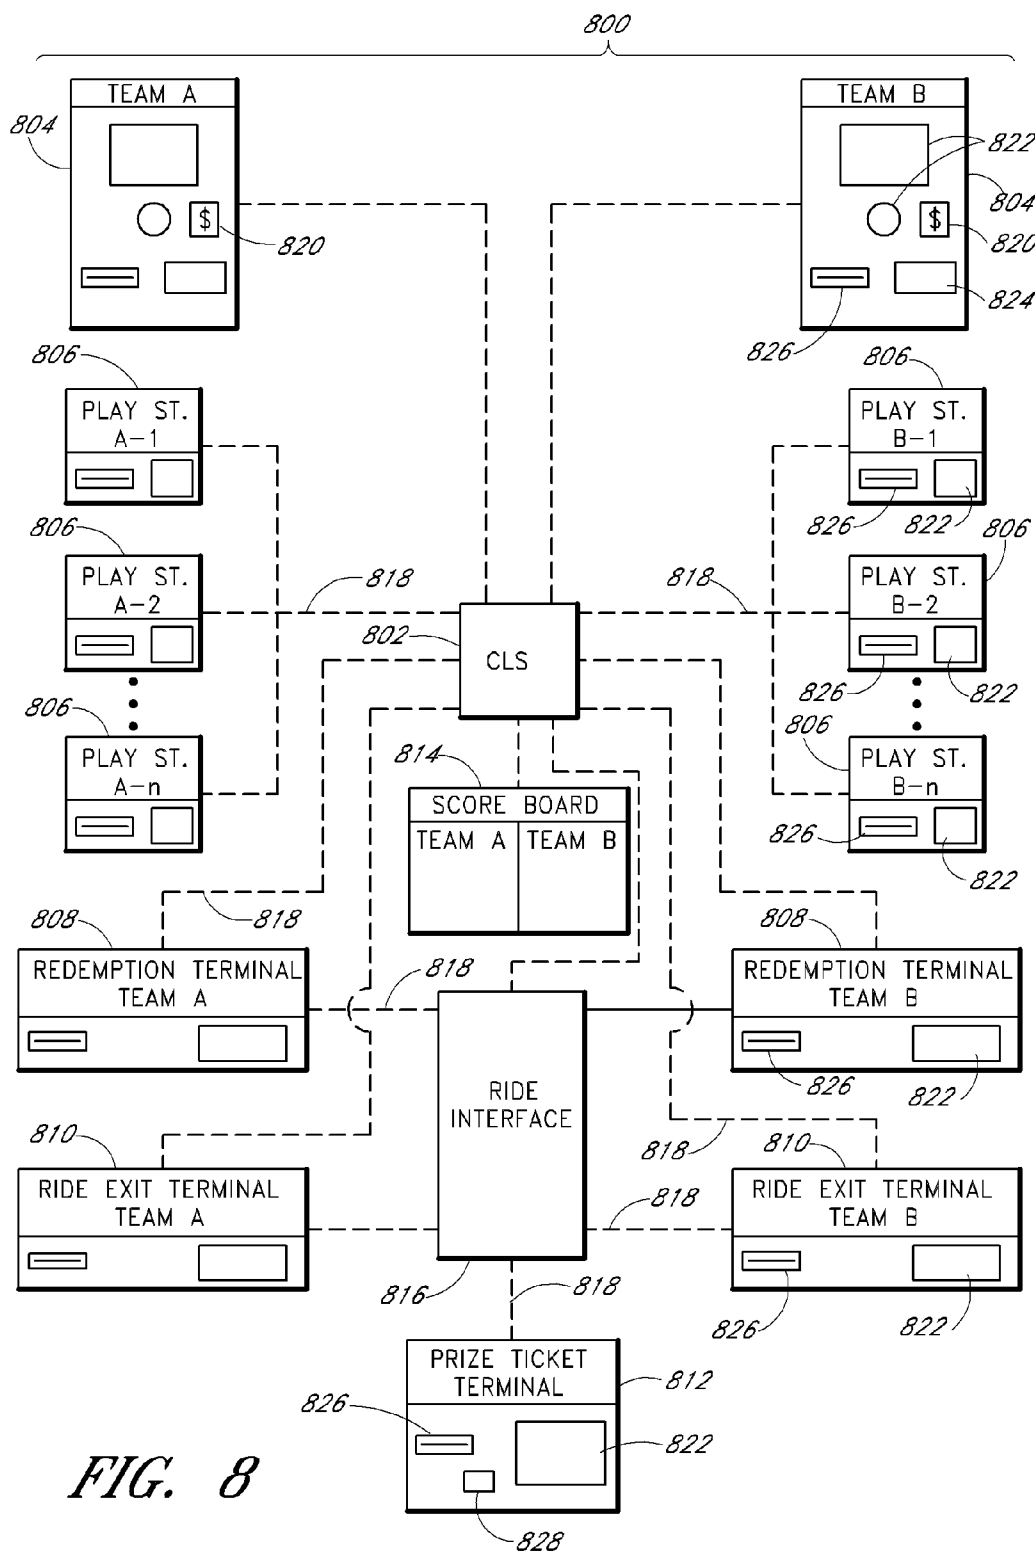 800
TEAM A
TEAM B
804
822
804
$
820
$
820
824
826
806
PLAY ST.
A-1
806
PLAY ST.
B-1
826
822
806
PLAY ST.
A-2
818
818
806
PLAY ST.
B-2
802
CLS
826
822
806
PLAY ST.
A-n
806
PLAY ST.
B-n
814
SCORE BOARD
TEAM A
TEAM B
826
822
818
808
REDEMPTION TERMINAL
TEAM A
818
808
REDEMPTION TERMINAL
TEAM B
826
822
RIDE
INTERFACE
810
RIDE EXIT TERMINAL
TEAM A
818
810
RIDE EXIT TERMINAL
TEAM B
818
816
818
826
822
PRIZE TICKET
TERMINAL
812
826
822
828
FIG. 8